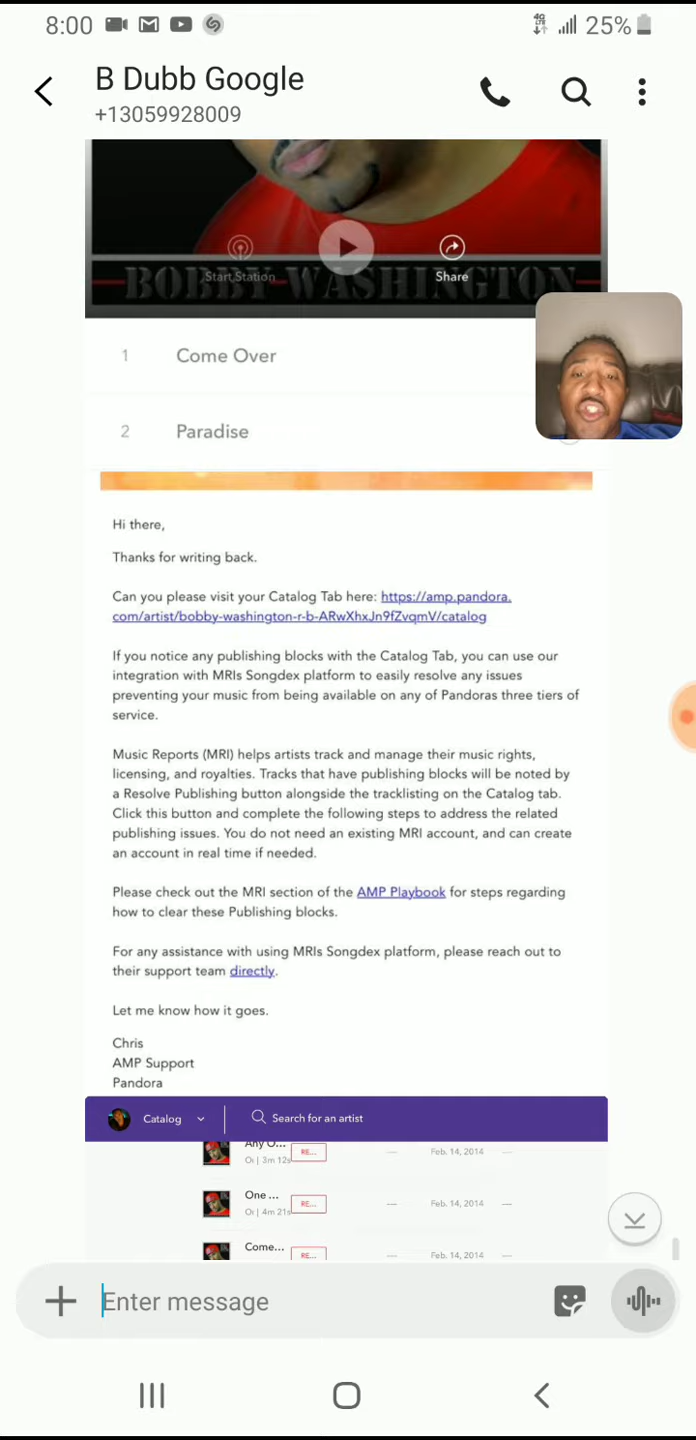 8:00
4G
LTE
25%
B Dubb Google
+13059928009
Start Station
Share
BOBBY WASHINGTON
1 Come Over
2 Paradise
Hi there,
Thanks for writing back.
Can you please visit your Catalog Tab here: https://amp.pandora.
com/artist/bobby-washington-r-b-ARwXhxJn9fZvqmV/catalog
If you notice any publishing blocks with the Catalog Tab, you can use our
integration with MRIs Songdex platform to easily resolve any issues
preventing your music from being available on any of Pandoras three tiers of
service.
Music Reports (MRI) helps artists track and manage their music rights,
licensing, and royalties. Tracks that have publishing blocks will be noted by
a Resolve Publishing button alongside the tracklisting on the Catalog tab.
Click this button and complete the following steps to address the related
publishing issues. You do not need an existing MRI account, and can create
an account in real time if needed.
Please check out the MRI section of the AMP Playbook for steps regarding
how to clear these Publishing blocks.
For any assistance with using MRIs Songdex platform, please reach out to
their support team directly.
Let me know how it goes.
Chris
AMP Support
Pandora
Catalog
Search for an artist
Any O...
3m 12s RE... — Feb. 14, 2014 —
One ...
4m 21s RE... — Feb. 14, 2014 —
Come...
RE... — Feb. 14, 2014 —
Enter message